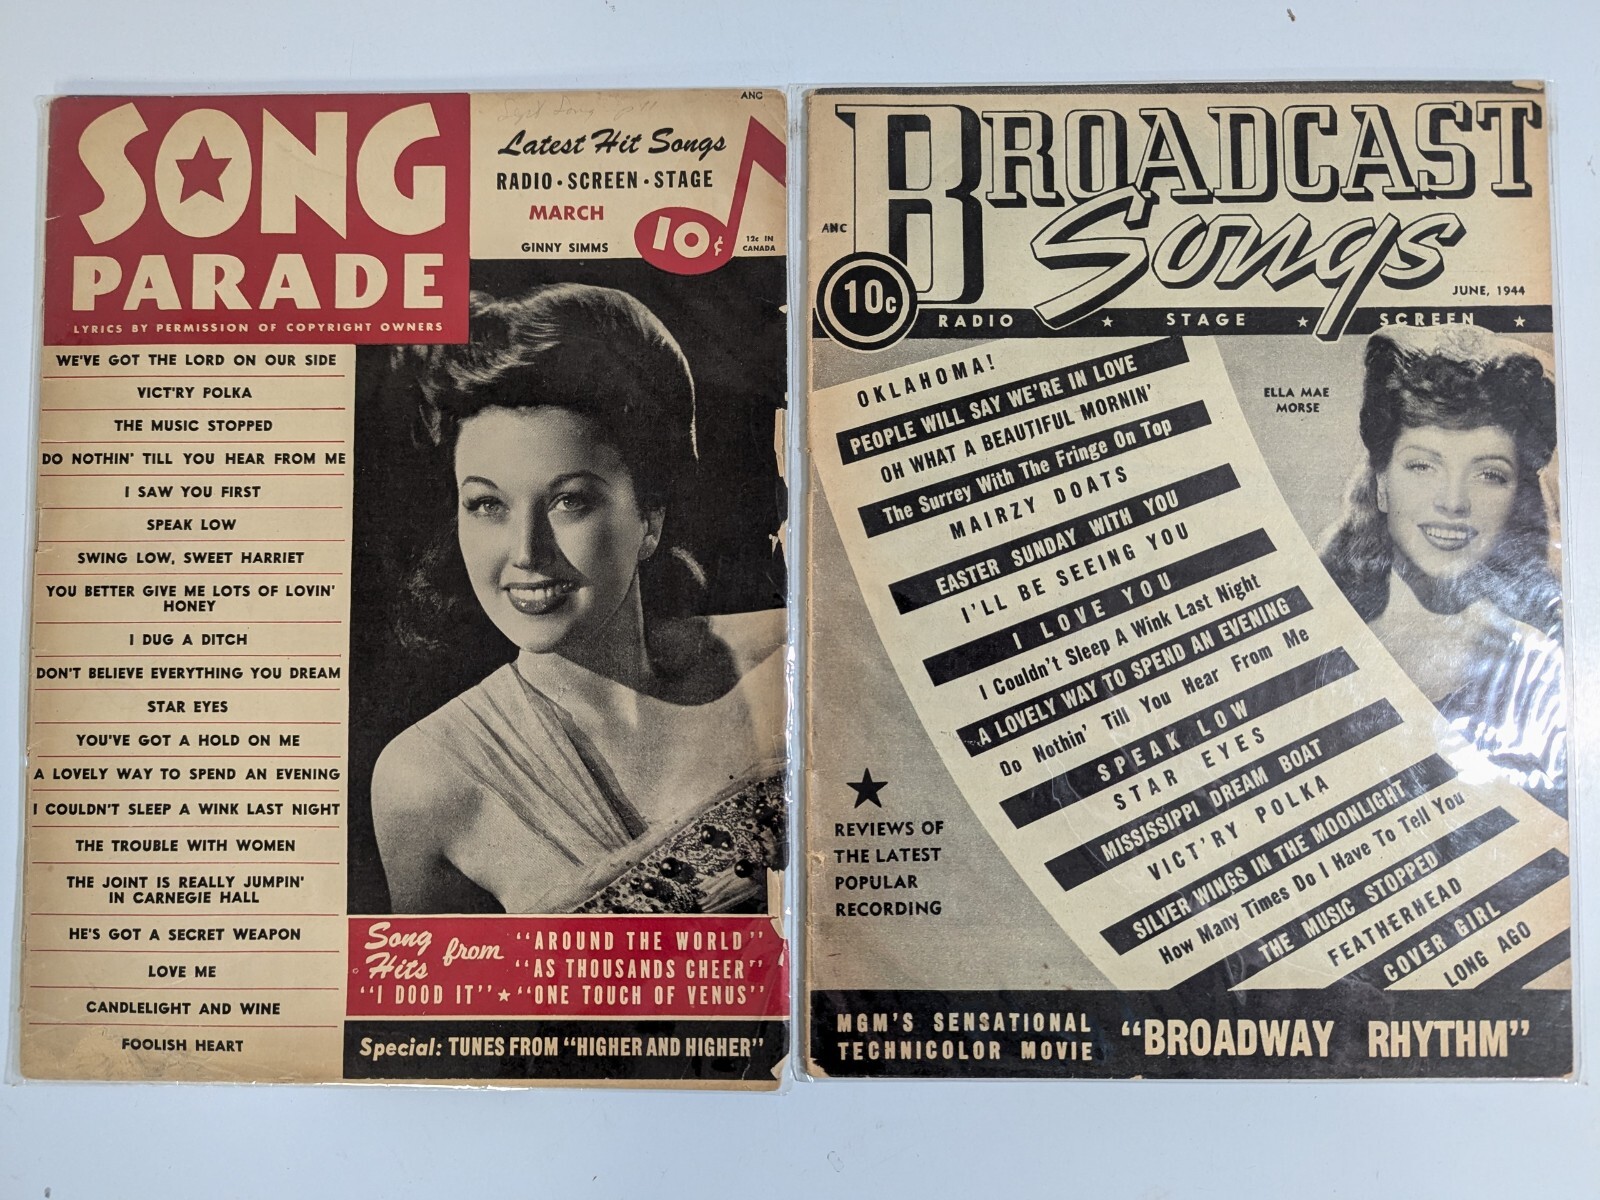 SONG
PARADE
LYRICS BY PERMISSION OF COPYRIGHT OWNERS
ANC
Latest Hit Songs
RADIO • SCREEN • STAGE
MARCH
GINNY SIMMS
10¢
12c IN
CANADA
WE'VE GOT THE LORD ON OUR SIDE
VICT'RY POLKA
THE MUSIC STOPPED
DO NOTHIN' TILL YOU HEAR FROM ME
I SAW YOU FIRST
SPEAK LOW
SWING LOW, SWEET HARRIET
YOU BETTER GIVE ME LOTS OF LOVIN'
HONEY
I DUG A DITCH
DON'T BELIEVE EVERYTHING YOU DREAM
STAR EYES
YOU'VE GOT A HOLD ON ME
A LOVELY WAY TO SPEND AN EVENING
I COULDN'T SLEEP A WINK LAST NIGHT
THE TROUBLE WITH WOMEN
THE JOINT IS REALLY JUMPIN'
IN CARNEGIE HALL
HE'S GOT A SECRET WEAPON
LOVE ME
CANDLELIGHT AND WINE
FOOLISH HEART
Song Hits from "AROUND THE WORLD"
"AS THOUSANDS CHEER"
"I DOOD IT" ★ "ONE TOUCH OF VENUS"
Special: TUNES FROM "HIGHER AND HIGHER"
BROADCAST
Songs
ANC
10c
JUNE, 1944
RADIO ★ STAGE ★ SCREEN ★
ELLA MAE
MORSE
OKLAHOMA!
PEOPLE WILL SAY WE'RE IN LOVE
OH WHAT A BEAUTIFUL MORNIN'
The Surrey With The Fringe On Top
MAIRZY DOATS
EASTER SUNDAY WITH YOU
I'LL BE SEEING YOU
I LOVE YOU
I Couldn't Sleep A Wink Last Night
A LOVELY WAY TO SPEND AN EVENING
Do Nothin' Till You Hear From Me
SPEAK LOW
STAR EYES
MISSISSIPPI DREAM BOAT
VICT'RY POLKA
SILVER WINGS IN THE MOONLIGHT
How Many Times Do I Have To Tell You
THE MUSIC STOPPED
FEATHERHEAD
COVER GIRL
LONG AGO
REVIEWS OF
THE LATEST
POPULAR
RECORDING
MGM'S SENSATIONAL
TECHNICOLOR MOVIE
"BROADWAY RHYTHM"